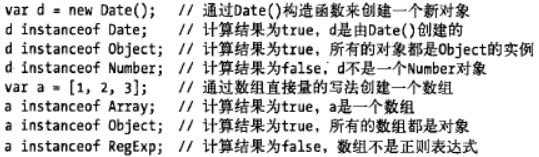 var d = new Date();  // 通过Date()构造函数来创建一个新对象
d instanceof Date;  // 计算结果为true，d是由Date()创建的
d instanceof Object;  // 计算结果为true，所有的对象都是Object的实例
d instanceof Number;  // 计算结果为false，d不是一个Number对象
var a = [1, 2, 3];  // 通过数组直接量的写法创建一个数组
a instanceof Array;  // 计算结果为true，a是一个数组
a instanceof Object;  // 计算结果为true，所有的数组都是对象
a instanceof RegExp;  // 计算结果为false，数组不是正则表达式